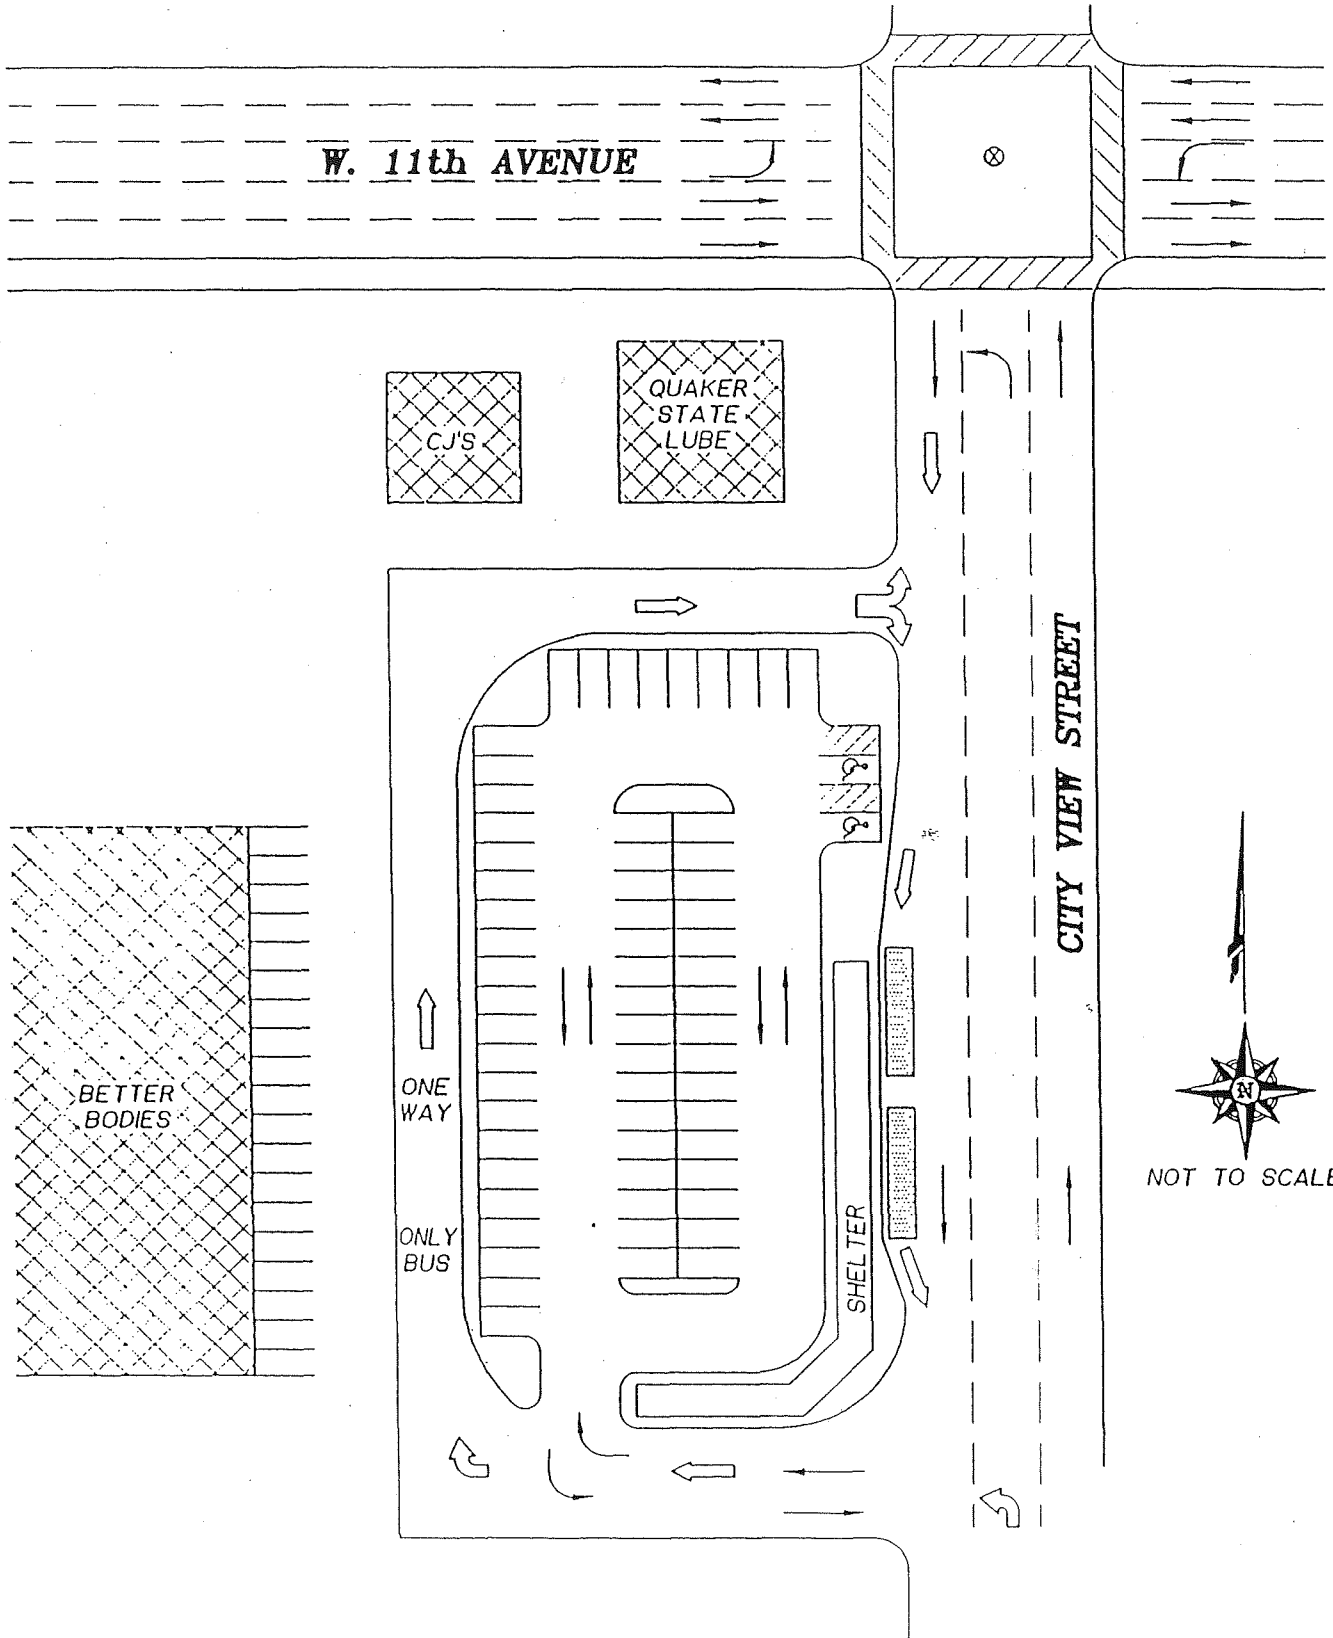 W. 11th AVENUE
QUAKER
STATE
LUBE
CJ'S
CITY VIEW STREET
BETTER
BODIES
ONE
WAY
ONLY
BUS
SHELTER
N
NOT TO SCALE